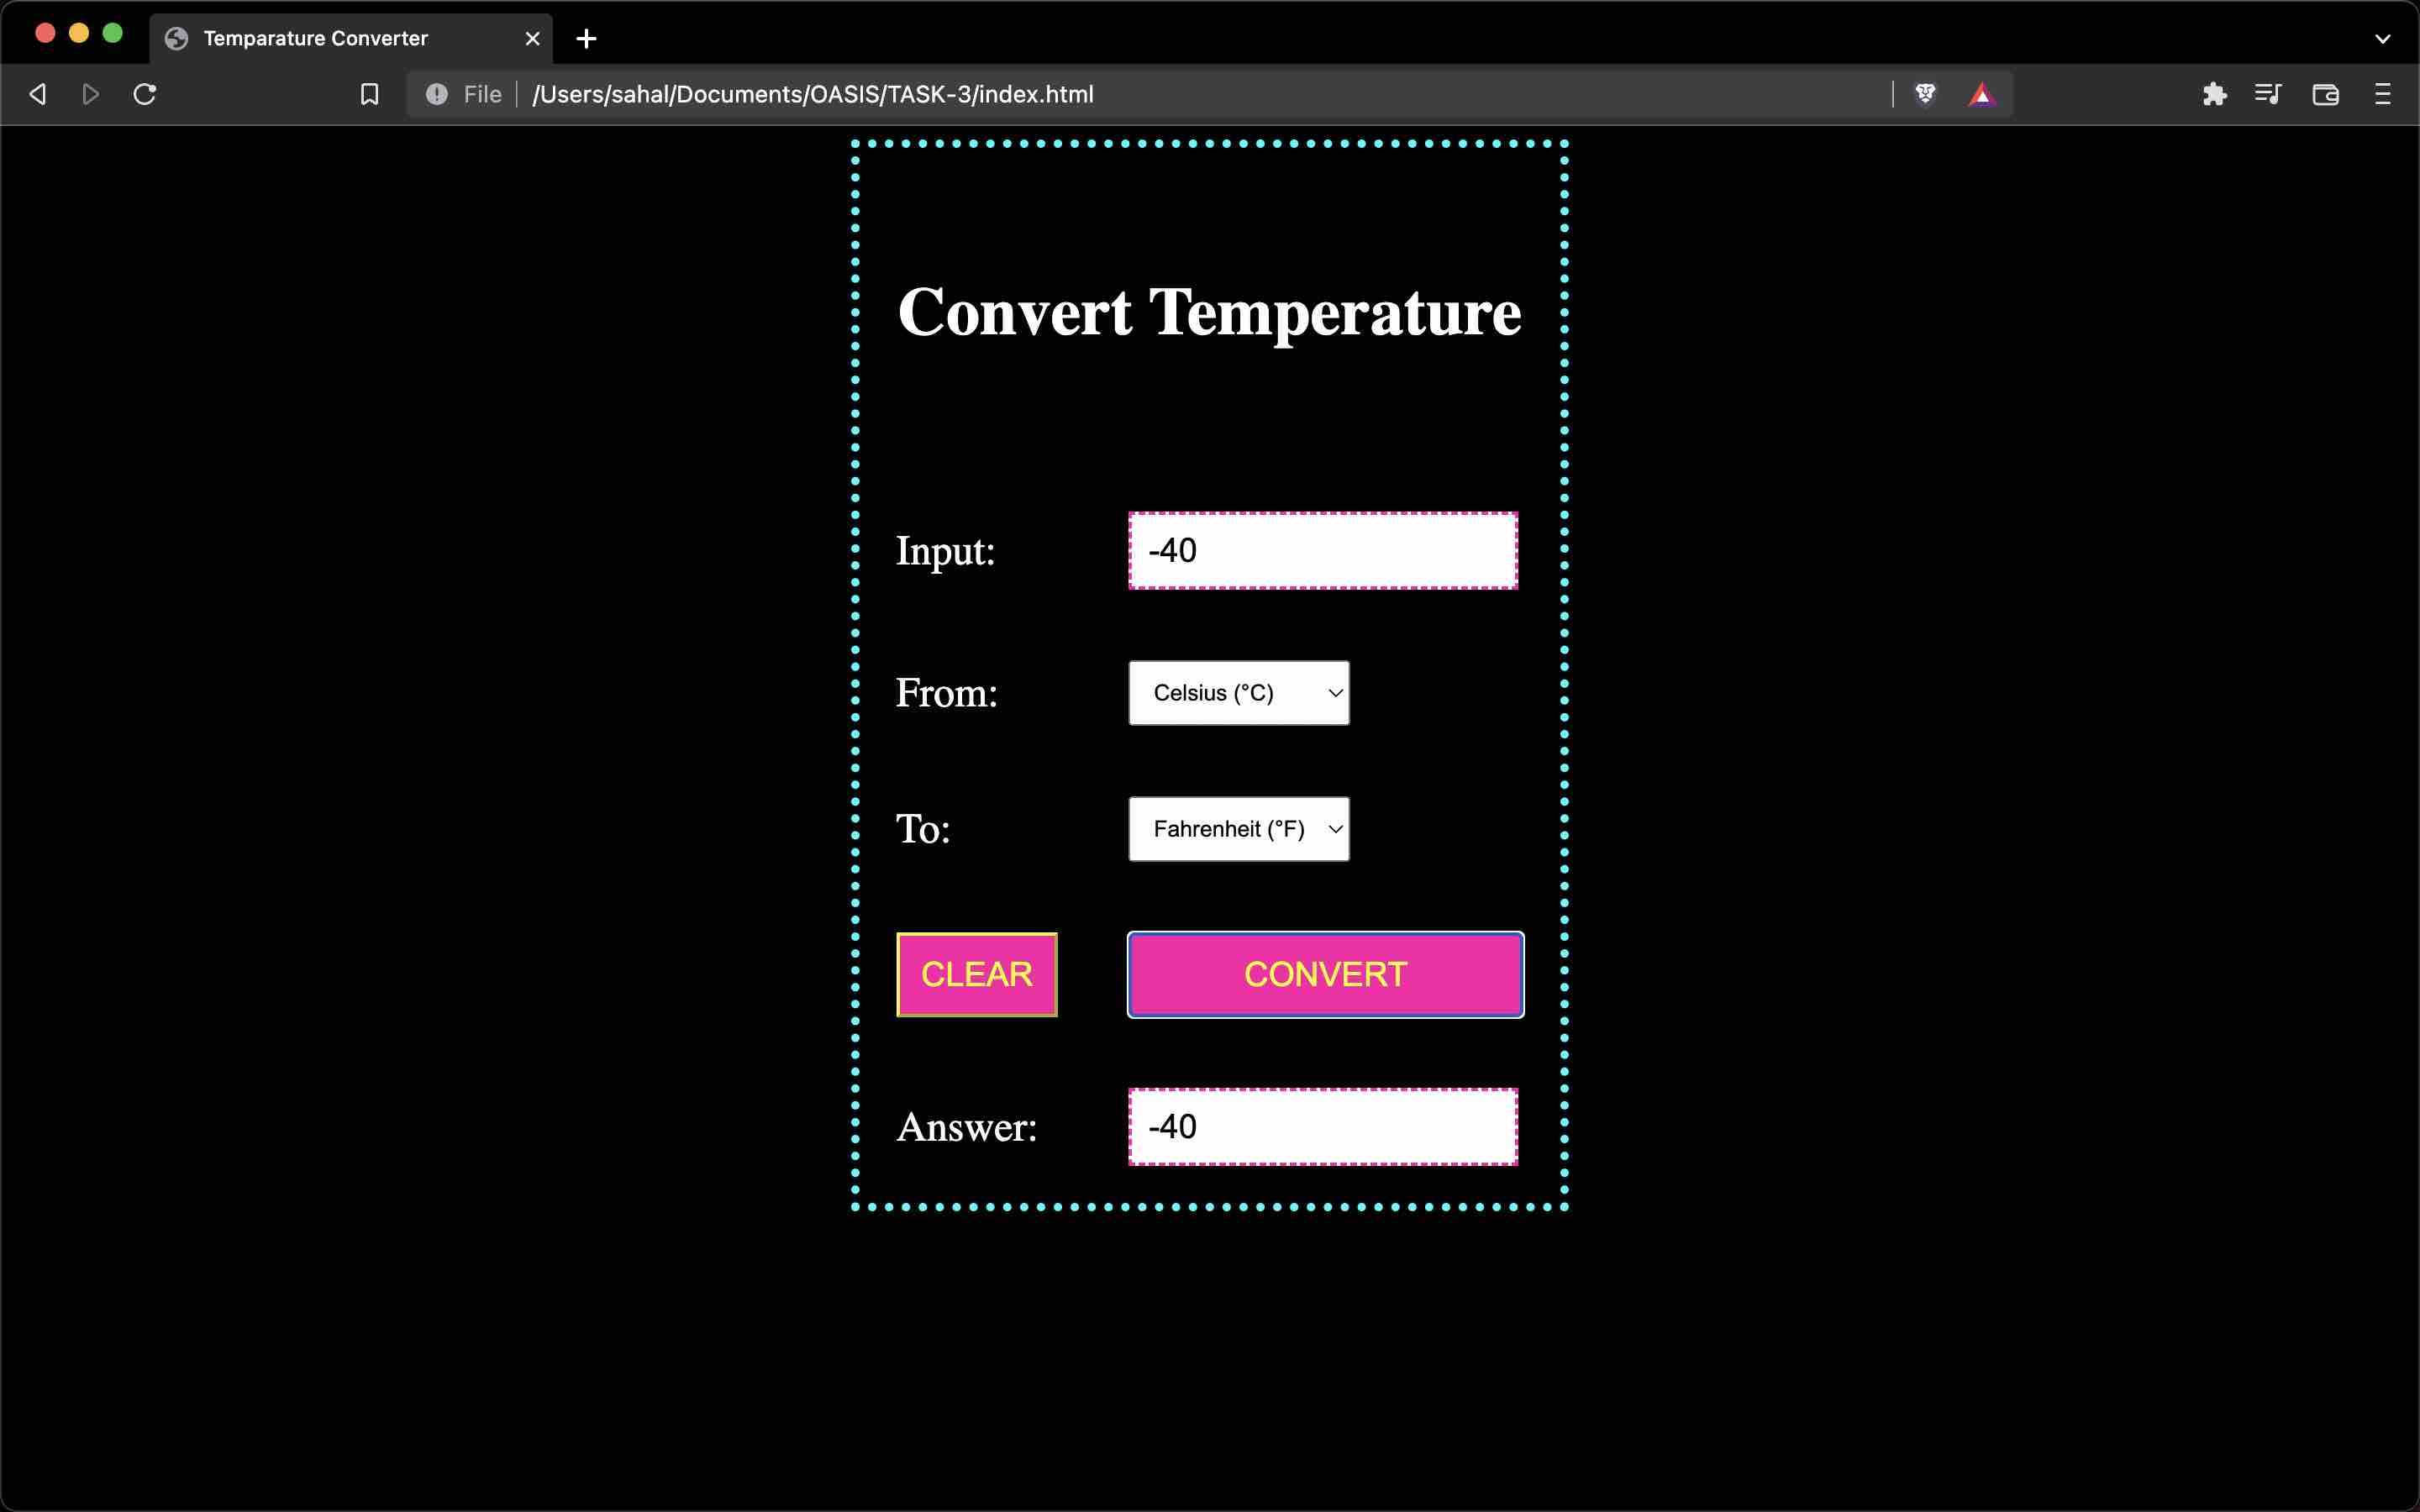 Temparature Converter
File /Users/sahal/Documents/OASIS/TASK-3/index.html
Convert Temperature
Input: -40
From: Celsius (°C)
To: Fahrenheit (°F)
CLEAR CONVERT
Answer: -40